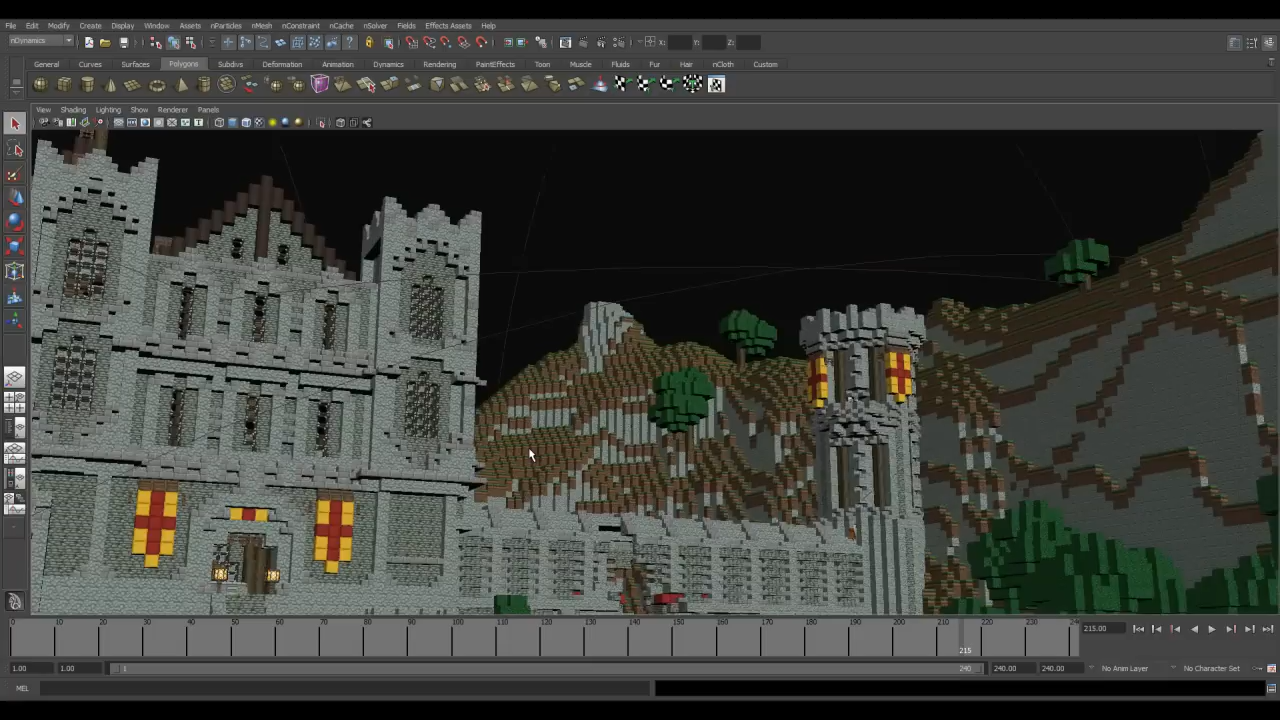 File Edit Modify Create Display Window Assets nParticles nMesh nConstraint nCache nSolver Fields Effects Assets Help
nDynamics X: Y: Z:
General Curves Surfaces Polygons Subdivs Deformation Animation Dynamics Rendering PaintEffects Toon Muscle Fluids Fur Hair nCloth Custom
View Shading Lighting Show Renderer Panels
0 10 20 30 40 50 60 70 80 90 100 110 120 130 140 150 160 170 180 190 200 210 220 230 24
215
215.00
1.00 1.00 1 240 240.00 240.00 No Anim Layer No Character Set
MEL